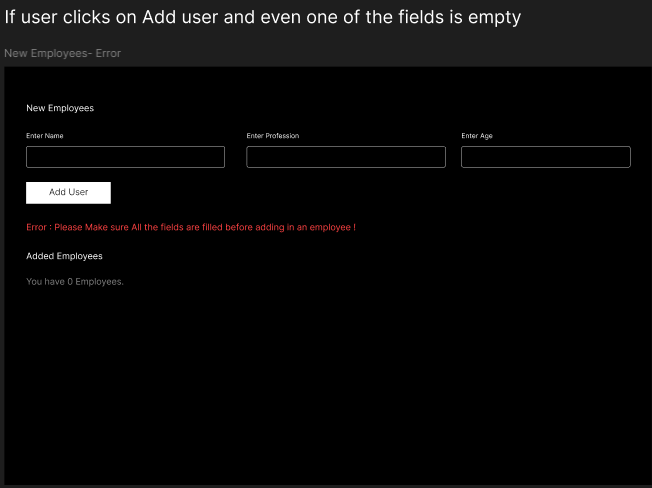 If user clicks on Add user and even one of the fields is empty
New Employees- Error
New Employees
Enter Name Enter Profession Enter Age
Add User
Error : Please Make sure All the fields are filled before adding in an employee !
Added Employees
You have 0 Employees.